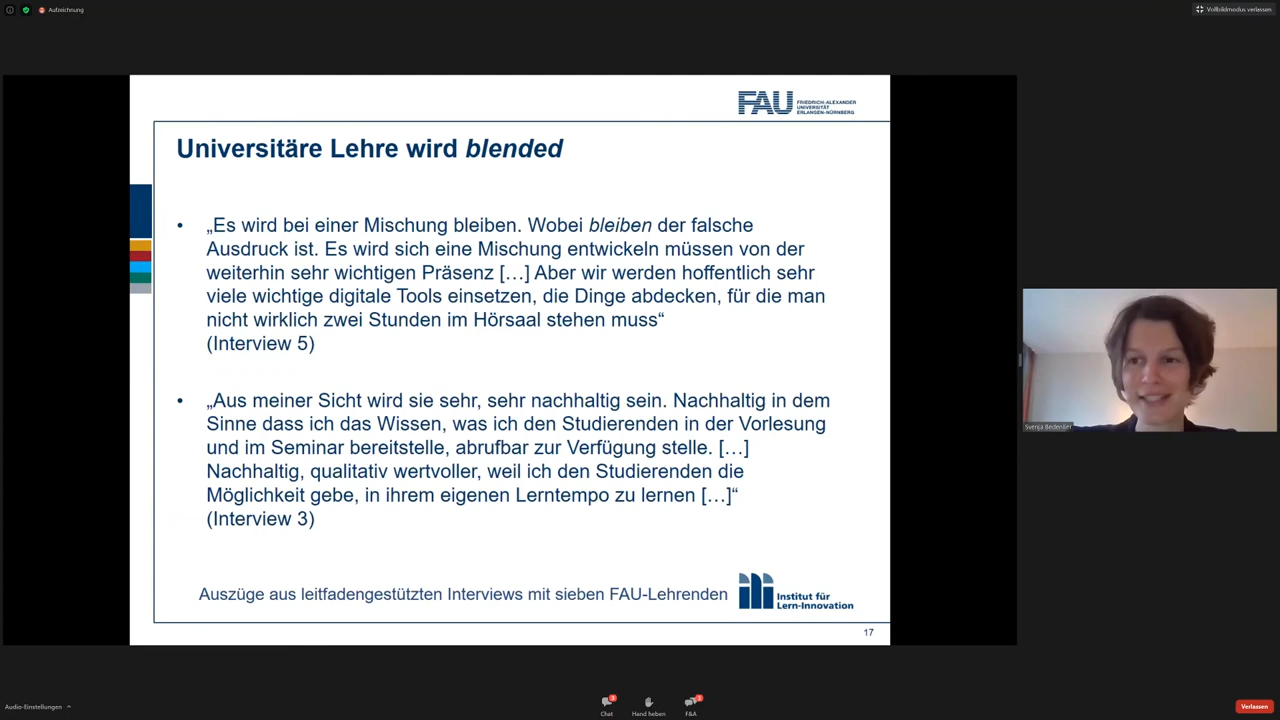 Aufzeichnung
Vollbildmodus verlassen
FAU
FRIEDRICH-ALEXANDER
UNIVERSITÄT
ERLANGEN-NÜRNBERG
Universitäre Lehre wird blended
• „Es wird bei einer Mischung bleiben. Wobei bleiben der falsche
Ausdruck ist. Es wird sich eine Mischung entwickeln müssen von der
weiterhin sehr wichtigen Präsenz […] Aber wir werden hoffentlich sehr
viele wichtige digitale Tools einsetzen, die Dinge abdecken, für die man
nicht wirklich zwei Stunden im Hörsaal stehen muss“
(Interview 5)
• „Aus meiner Sicht wird sie sehr, sehr nachhaltig sein. Nachhaltig in dem
Sinne dass ich das Wissen, was ich den Studierenden in der Vorlesung
und im Seminar bereitstelle, abrufbar zur Verfügung stelle. […]
Nachhaltig, qualitativ wertvoller, weil ich den Studierenden die
Möglichkeit gebe, in ihrem eigenen Lerntempo zu lernen […]“
(Interview 3)
Auszüge aus leitfadengestützten Interviews mit sieben FAU-Lehrenden
Institut für
Lern-Innovation
17
Svenja Bedenlier
Audio-Einstellungen
Chat
Hand heben
F&A
Verlassen